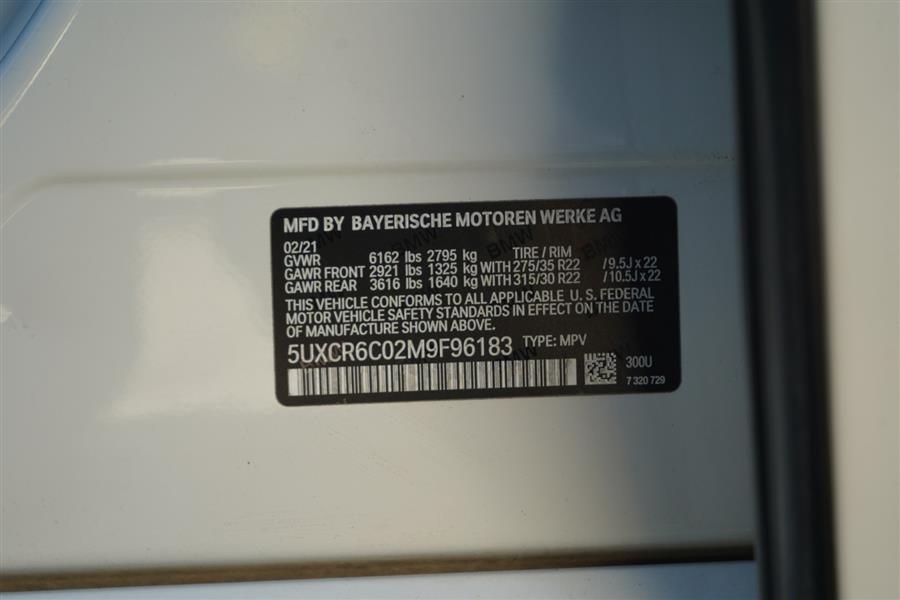 MFD BY BAYERISCHE MOTOREN WERKE AG
02/21
GVWR 6162 lbs 2795 kg TIRE / RIM
GAWR FRONT 2921 lbs 1325 kg WITH 275/35 R22 /9.5J x 22
GAWR REAR 3616 lbs 1640 kg WITH 315/30 R22 /10.5J x 22
THIS VEHICLE CONFORMS TO ALL APPLICABLE U. S. FEDERAL
MOTOR VEHICLE SAFETY STANDARDS IN EFFECT ON THE DATE
OF MANUFACTURE SHOWN ABOVE.
5UXCR6C02M9F96183 TYPE: MPV
300U
7 320 729